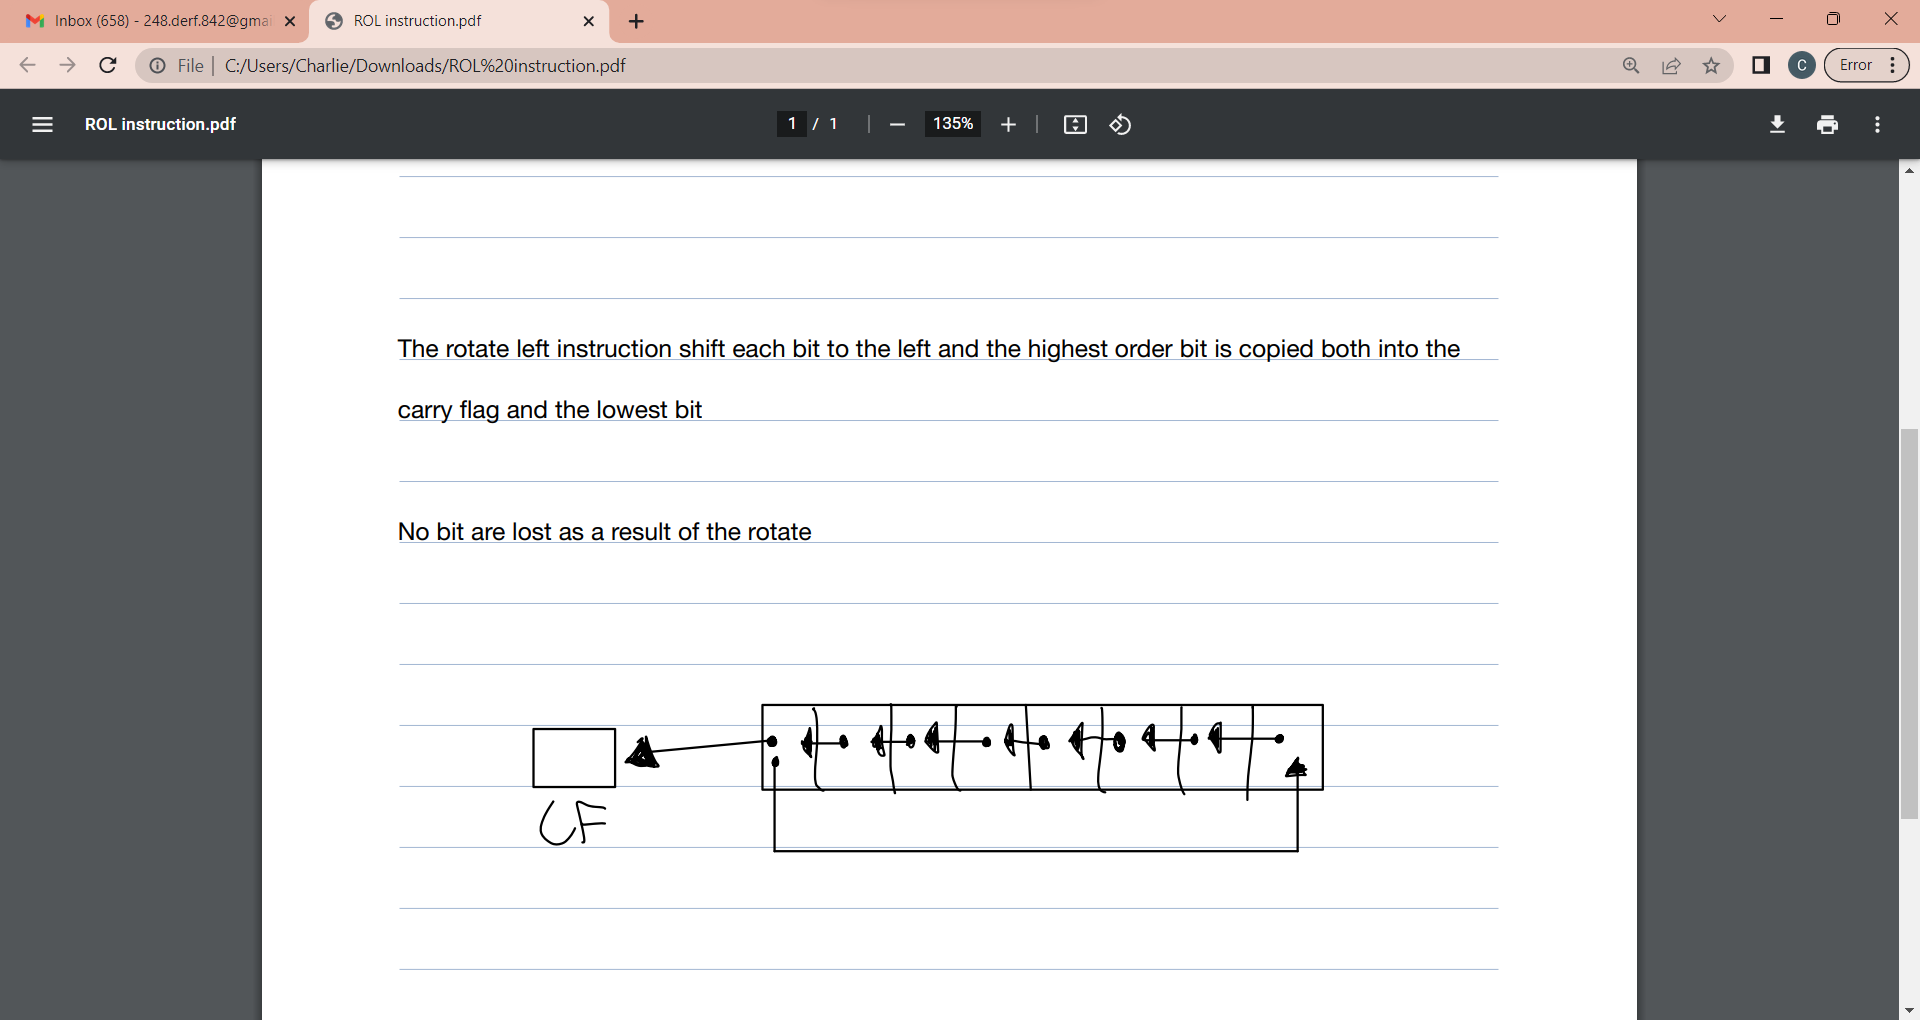 Inbox (658) - 248.derf.842@gmai
ROL instruction.pdf
File | C:/Users/Charlie/Downloads/ROL%20instruction.pdf
C
Error
ROL instruction.pdf
1 / 1
135%
The rotate left instruction shift each bit to the left and the highest order bit is copied both into the
carry flag and the lowest bit
No bit are lost as a result of the rotate
CF